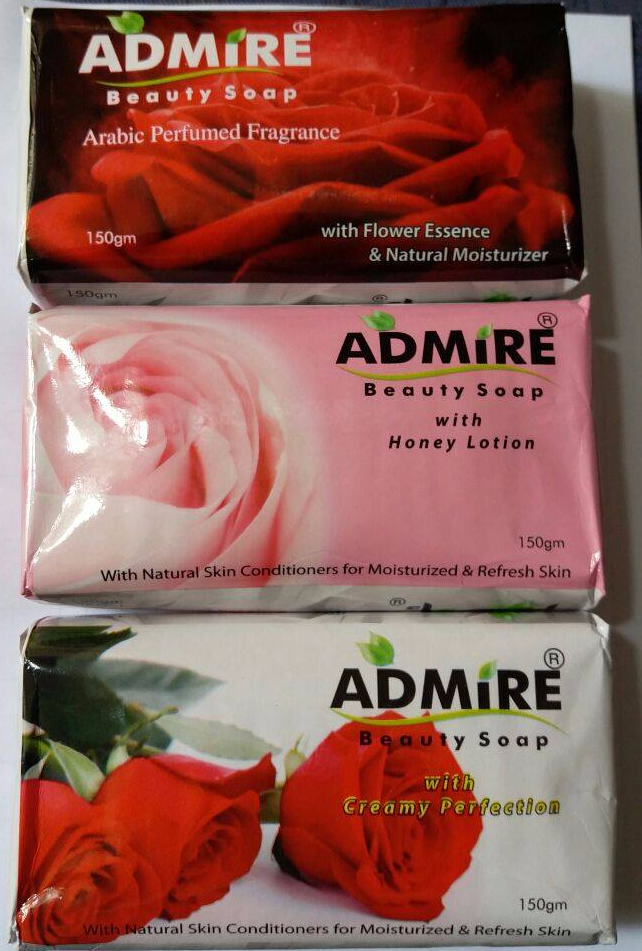 ADMiRE®
Beauty Soap
Arabic Perfumed Fragrance
150gm
with Flower Essence
& Natural Moisturizer
150gm
®
ADMiRE®
Beauty Soap
with
Honey Lotion
150gm
With Natural Skin Conditioners for Moisturized & Refresh Skin
®
ADMiRE®
Beauty Soap
with
Creamy Perfection
150gm
With Natural Skin Conditioners for Moisturized & Refresh Skin